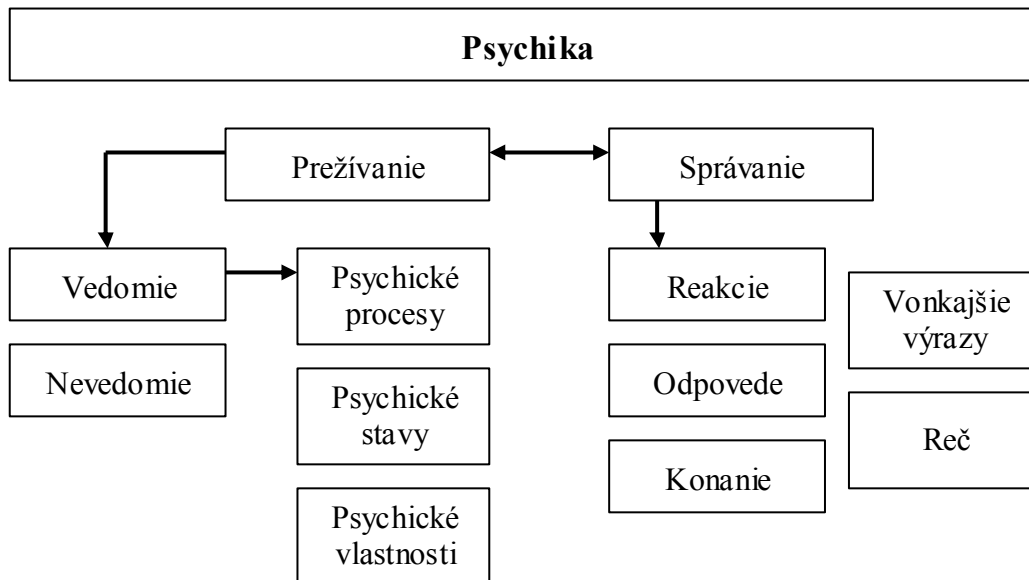 Psychika
Prežívanie
Správanie
Vedomie
Psychické
procesy
Reakcie
Vonkajšie
výrazy
Nevedomie
Psychické
stavy
Odpovede
Reč
Konanie
Psychické
vlastnosti